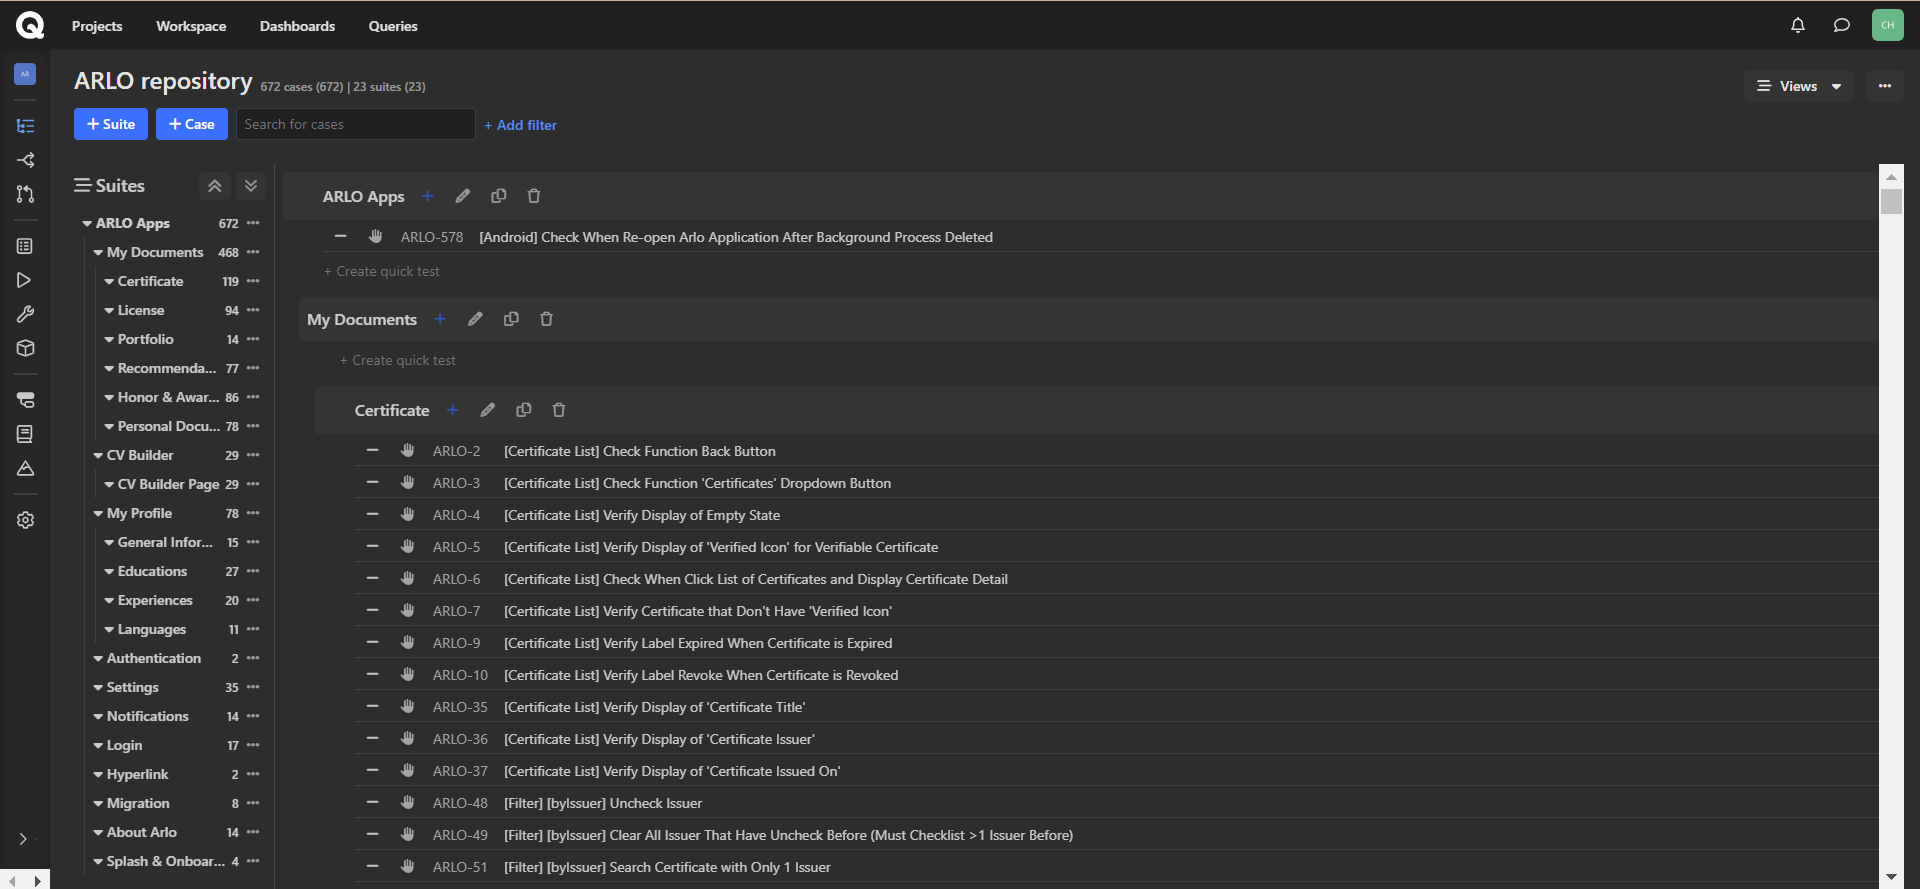 Projects Workspace Dashboards Queries CH
AR
ARLO repository 672 cases (672) | 23 suites (23)
Views
+ Suite + Case Search for cases + Add filter
Suites
ARLO Apps 672
My Documents 468
Certificate 119
License 94
Portfolio 14
Recommenda... 77
Honor & Awar... 86
Personal Docu... 78
CV Builder 29
CV Builder Page 29
My Profile 78
General Infor... 15
Educations 27
Experiences 20
Languages 11
Authentication 2
Settings 35
Notifications 14
Login 17
Hyperlink 2
Migration 8
About Arlo 14
Splash & Onboar... 4
ARLO Apps
ARLO-578 [Android] Check When Re-open Arlo Application After Background Process Deleted
+ Create quick test
My Documents
+ Create quick test
Certificate
ARLO-2 [Certificate List] Check Function Back Button
ARLO-3 [Certificate List] Check Function 'Certificates' Dropdown Button
ARLO-4 [Certificate List] Verify Display of Empty State
ARLO-5 [Certificate List] Verify Display of 'Verified Icon' for Verifiable Certificate
ARLO-6 [Certificate List] Check When Click List of Certificates and Display Certificate Detail
ARLO-7 [Certificate List] Verify Certificate that Don't Have 'Verified Icon'
ARLO-9 [Certificate List] Verify Label Expired When Certificate is Expired
ARLO-10 [Certificate List] Verify Label Revoke When Certificate is Revoked
ARLO-35 [Certificate List] Verify Display of 'Certificate Title'
ARLO-36 [Certificate List] Verify Display of 'Certificate Issuer'
ARLO-37 [Certificate List] Verify Display of 'Certificate Issued On'
ARLO-48 [Filter] [byIssuer] Uncheck Issuer
ARLO-49 [Filter] [byIssuer] Clear All Issuer That Have Uncheck Before (Must Checklist >1 Issuer Before)
ARLO-51 [Filter] [byIssuer] Search Certificate with Only 1 Issuer